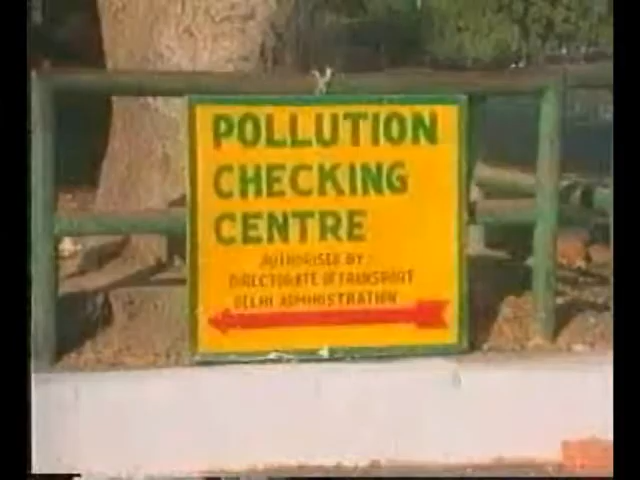 POLLUTION
CHECKING
CENTRE
AUTHORISED BY:
DIRECTORATE OF TRANSPORT
DELHI ADMINISTRATION